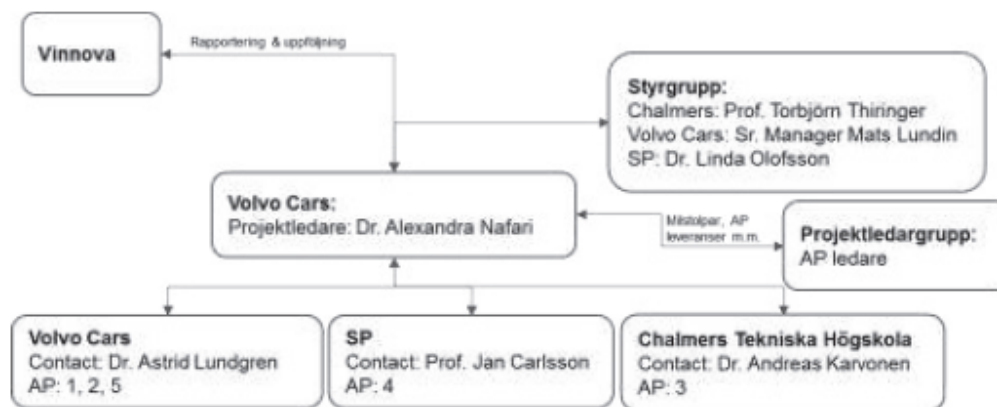 Vinnova
Rapportering & uppföljning
Styrgrupp:
Chalmers: Prof. Torbjörn Thiringer
Volvo Cars: Sr. Manager Mats Lundin
SP: Dr. Linda Olofsson
Volvo Cars:
Projektledare: Dr. Alexandra Nafari
Milstolpar, AP
leveranser m.m.
Projektledargrupp:
AP ledare
Volvo Cars
Contact: Dr. Astrid Lundgren
AP: 1, 2, 5
SP
Contact: Prof. Jan Carlsson
AP: 4
Chalmers Tekniska Högskola
Contact: Dr. Andreas Karvonen
AP: 3